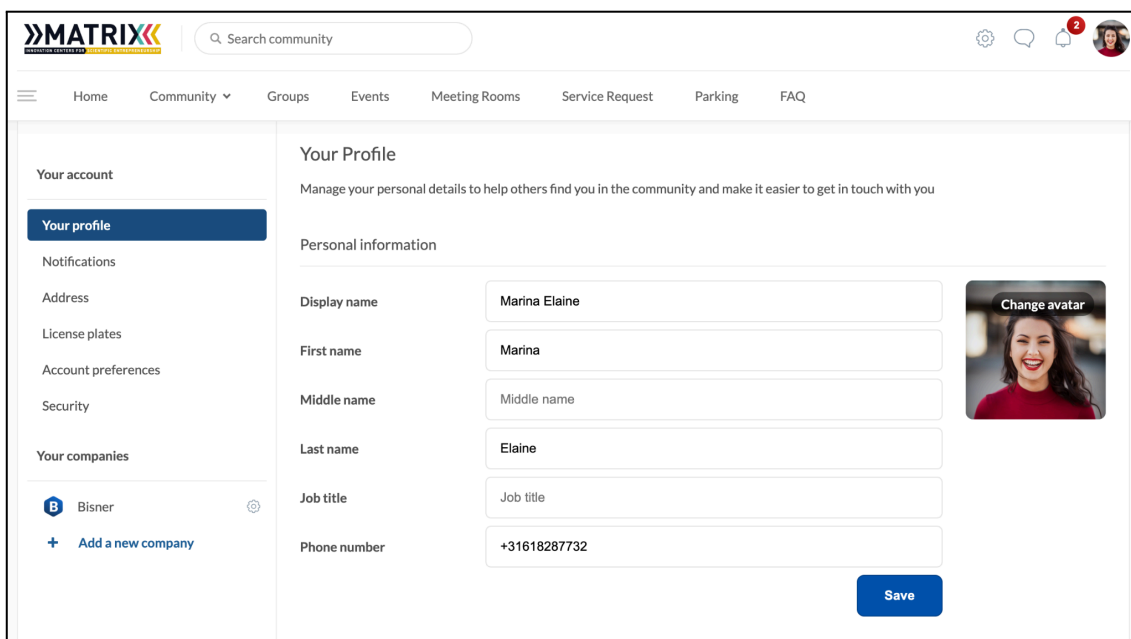 MATRIX
INNOVATION CENTERS FOR SCIENTIFIC ENTREPRENEURSHIP
Search community
2
Home Community Groups Events Meeting Rooms Service Request Parking FAQ
Your account
Your profile
Notifications
Address
License plates
Account preferences
Security
Your companies
B Bisner
+ Add a new company
Your Profile
Manage your personal details to help others find you in the community and make it easier to get in touch with you
Personal information
Display name Marina Elaine
Change avatar
First name Marina
Middle name Middle name
Last name Elaine
Job title Job title
Phone number +31618287732
Save